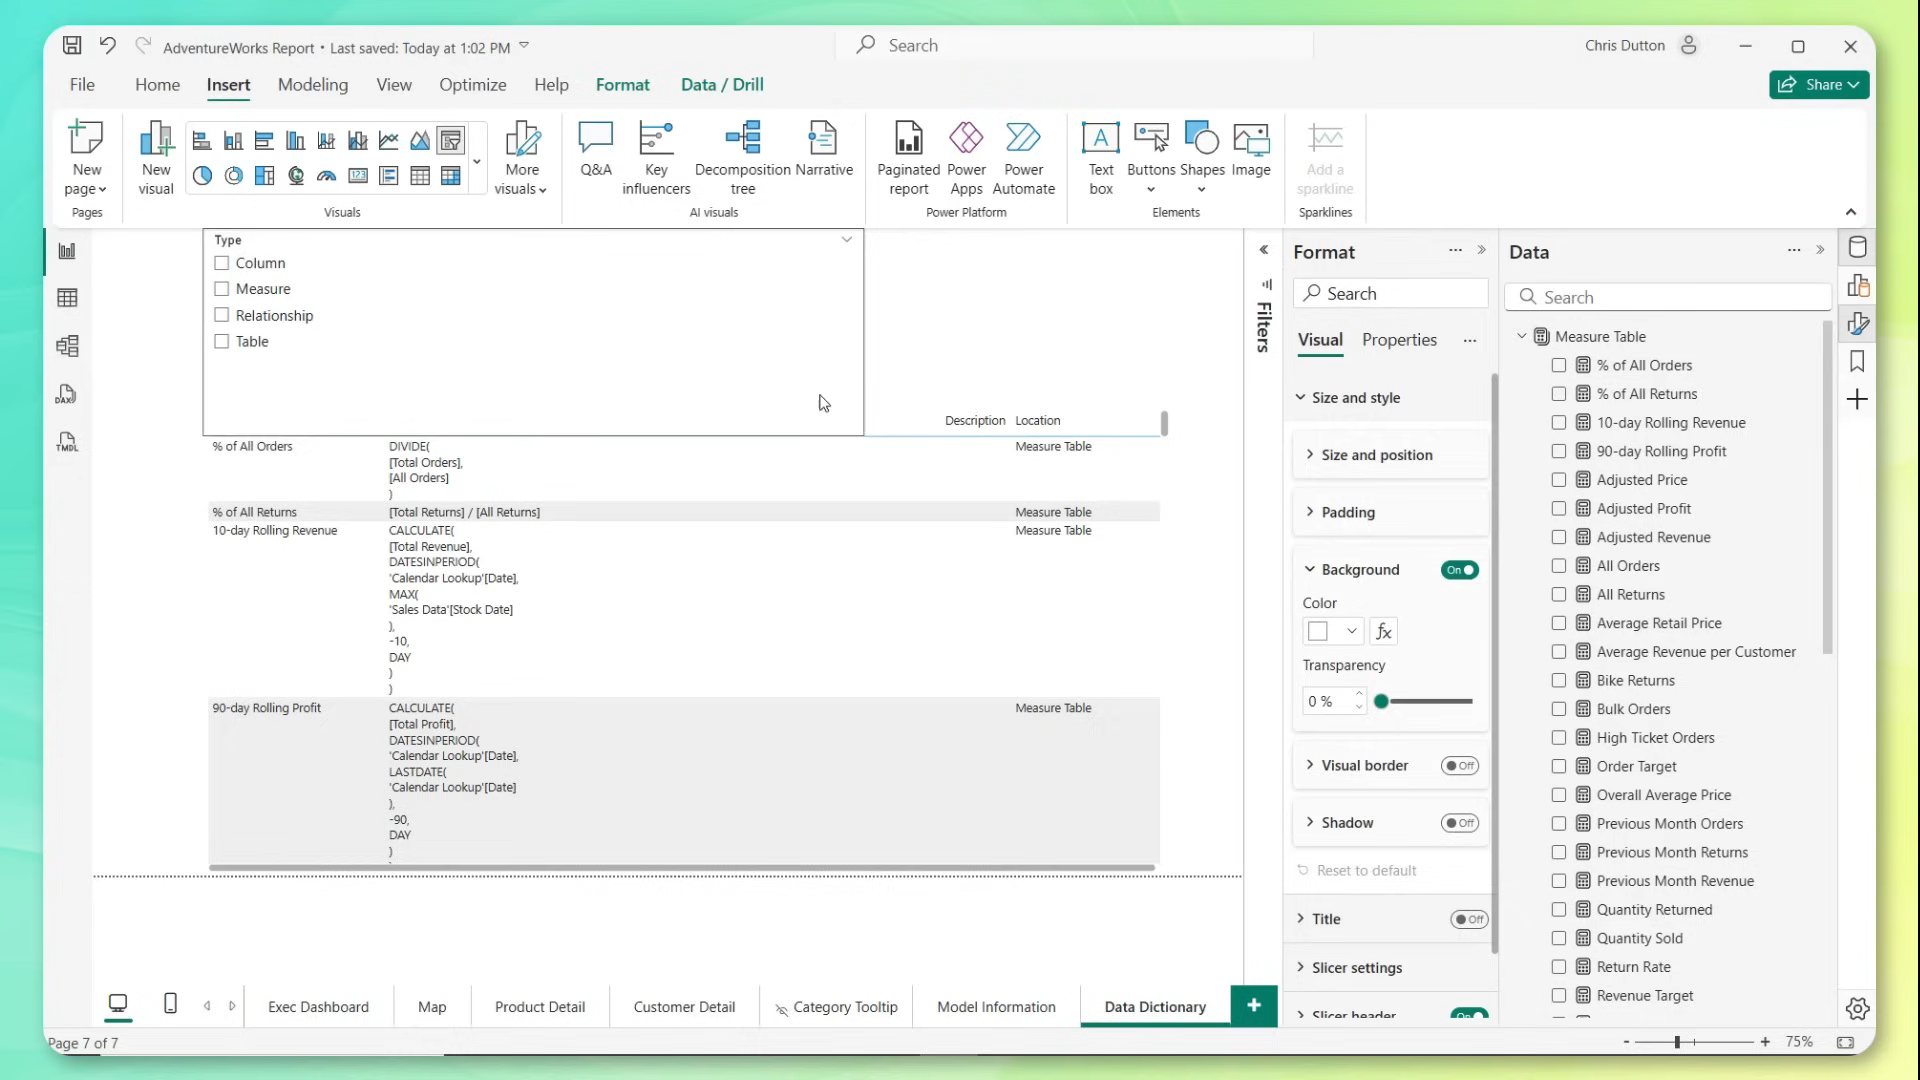 AdventureWorks Report • Last saved: Today at 1:02 PM
Search
Chris Dutton
File Home Insert Modeling View Optimize Help Format Data / Drill
Share
New page
Pages
New visual
More visuals
Visuals
Q&A
Key influencers
Decomposition tree
Narrative
AI visuals
Paginated report
Power Apps
Power Automate
Power Platform
Text box
Buttons
Shapes
Image
Elements
Add a sparkline
Sparklines
DAX
TMDL
Type
Column
Measure
Relationship
Table
Description Location
% of All Orders DIVIDE( Measure Table
[Total Orders],
[All Orders]
)
% of All Returns [Total Returns] / [All Returns] Measure Table
10-day Rolling Revenue CALCULATE( Measure Table
[Total Revenue],
DATESINPERIOD(
'Calendar Lookup'[Date],
MAX(
'Sales Data'[Stock Date]
),
-10,
DAY
)
)
90-day Rolling Profit CALCULATE( Measure Table
[Total Profit],
DATESINPERIOD(
'Calendar Lookup'[Date],
LASTDATE(
'Calendar Lookup'[Date]
),
-90,
DAY
)
Filters
Format
Search
Visual Properties
Size and style
Size and position
Padding
Background On
Color
fx
Transparency
0 %
Visual border Off
Shadow Off
Reset to default
Title Off
Slicer settings
Slicer header On
Data
Search
Measure Table
% of All Orders
% of All Returns
10-day Rolling Revenue
90-day Rolling Profit
Adjusted Price
Adjusted Profit
Adjusted Revenue
All Orders
All Returns
Average Retail Price
Average Revenue per Customer
Bike Returns
Bulk Orders
High Ticket Orders
Order Target
Overall Average Price
Previous Month Orders
Previous Month Returns
Previous Month Revenue
Quantity Returned
Quantity Sold
Return Rate
Revenue Target
Exec Dashboard Map Product Detail Customer Detail Category Tooltip Model Information Data Dictionary
Page 7 of 7
75%